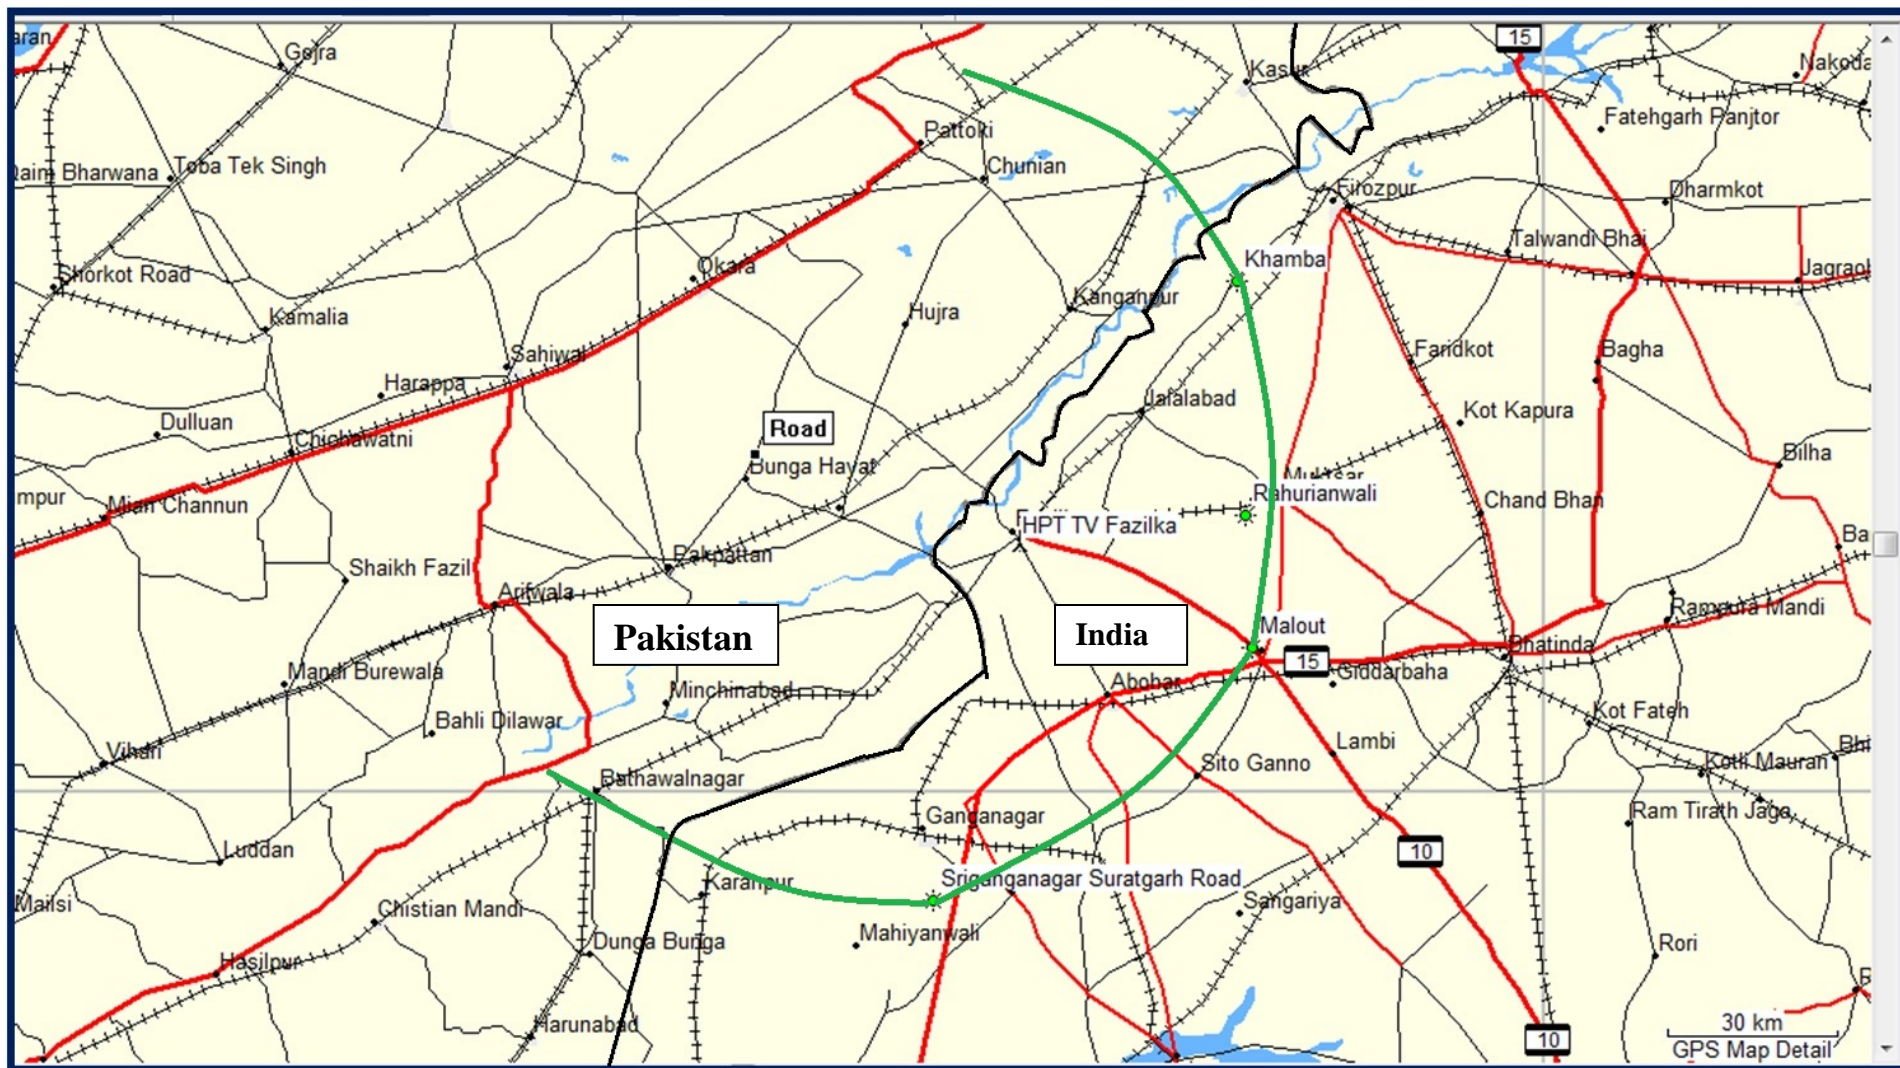 aran
Gojra
Kasur
15
Nakoda
Fatehgarh Panjtor
Pattoki
Chunian
Qaim Bharwana
Toba Tek Singh
Firozpur
Dharmkot
Talwandi Bhai
Khamba
Shorkot Road
Okara
Jagraoh
Kanganpur
Kamalia
Hujra
Sahiwal
Faridkot
Bagha
Harappa
Jalalabad
Kot Kapura
Dulluan
Road
Chichawatni
Bilha
Bunga Hayat
Muktsar
Rahurianwali
mpur
Mian Channun
Chand Bhan
HPT TV Fazilka
Ba
Pakpattan
Shaikh Fazil
Arifwala
Rampura Mandi
Pakistan
India
Malout
Bhatinda
15
Giddarbaha
Mandi Burewala
Minchinabad
Abohar
Bahli Dilawar
Kot Fateh
Vihari
Lambi
Bhi
Sito Ganno
Kotli Mauran
Bathawalnagar
Ganganagar
Ram Tirath Jaga
Luddan
10
Karanpur
Sriganganagar Suratgarh Road
Mailsi
Chistian Mandi
Sangariya
Dunga Bunga
Mahiyanwali
Rori
Hasilpur
Harunabad
30 km
10
GPS Map Detail